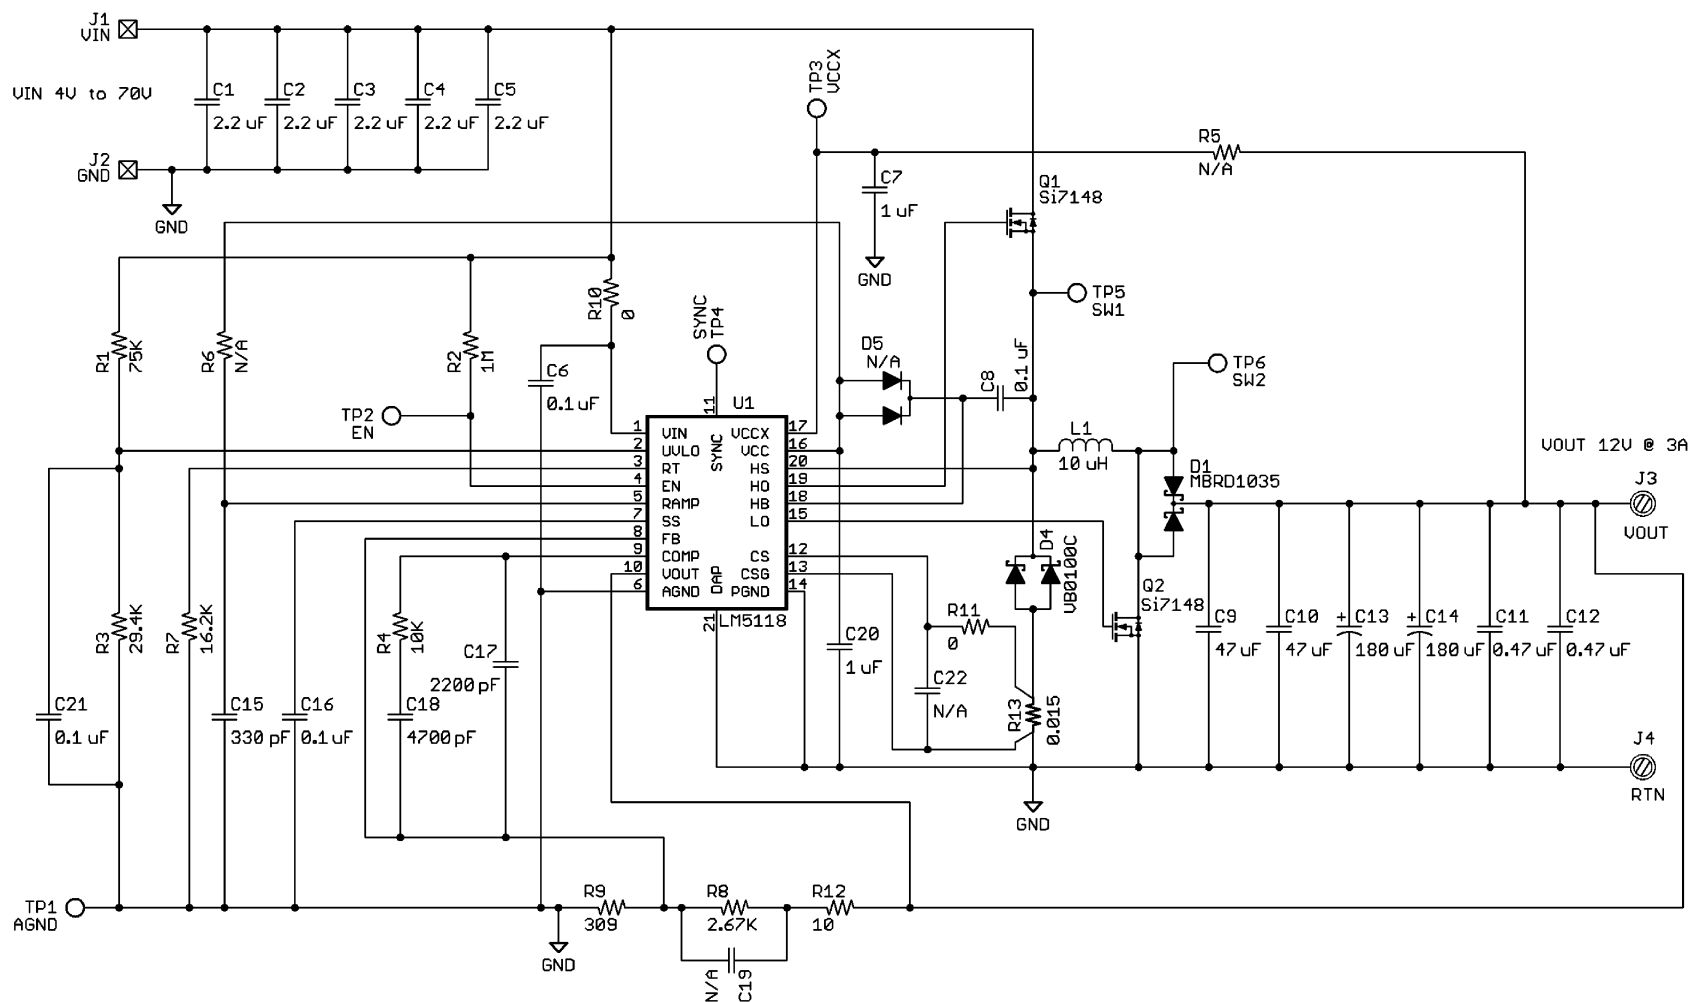 J1
VIN
VIN 4V to 70V
J2
GND
GND
C1
2.2 uF
C2
2.2 uF
C3
2.2 uF
C4
2.2 uF
C5
2.2 uF
TP3
VCCX
R5
N/A
C7
1 uF
GND
Q1
Si7148
TP5
SW1
TP6
SW2
R1
75K
R6
N/A
R2
1M
R10
0
TP2
EN
C6
0.1 uF
SYNC
TP4
D5
N/A
C8
0.1 uF
U1
LM5118
11
SYNC
1 VIN
2 UVLO
3 RT
4 EN
5 RAMP
7 SS
8 FB
9 COMP
10 VOUT
6 AGND
VCCX 17
VCC 16
HS 20
HO 19
HB 18
LO 15
CS 12
CSG 13
PGND 14
DAP
21
L1
10 uH
D1
MBRD1035
VOUT 12V @ 3A
J3
VOUT
D4
VB0100C
Q2
Si7148
R3
29.4K
R7
16.2K
R4
10K
C17
2200 pF
C21
0.1 uF
C15
330 pF
C16
0.1 uF
C18
4700 pF
C20
1 uF
R11
0
C22
N/A
R13
0.015
GND
C9
47 uF
C10
47 uF
+ C13
180 uF
+ C14
180 uF
C11
0.47 uF
C12
0.47 uF
J4
RTN
TP1
AGND
R9
309
GND
R8
2.67K
R12
10
N/A
C19